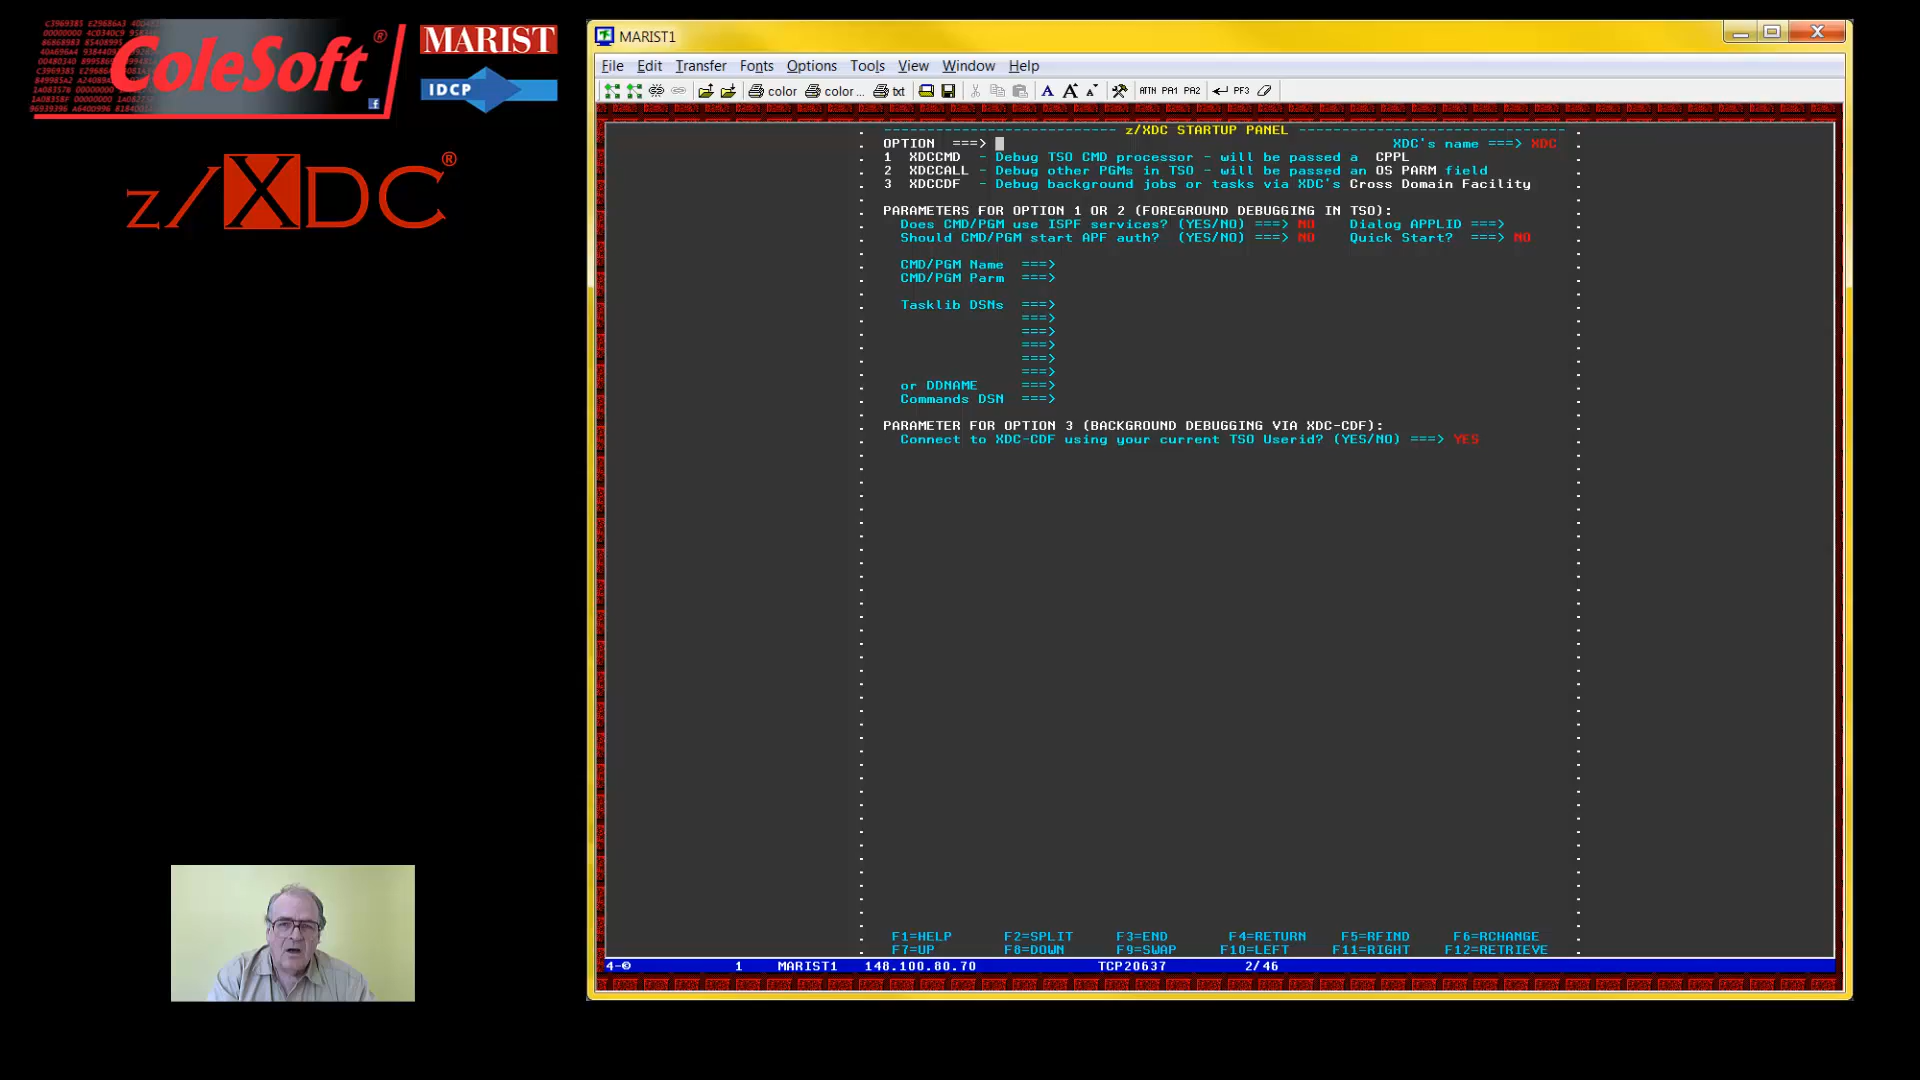 ColeSoft®
MARIST
IDCP
z/XDC®
MARIST1
File Edit Transfer Fonts Options Tools View Window Help
color color... txt A A A ATTN PA1 PA2 PF3
z/XDC STARTUP PANEL
OPTION ===> XDC's name ===> XDC
1 XDCCMD - Debug TSO CMD processor - will be passed a CPPL
2 XDCCALL - Debug other PGMs in TSO - will be passed an OS PARM field
3 XDCCDF - Debug background jobs or tasks via XDC's Cross Domain Facility
PARAMETERS FOR OPTION 1 OR 2 (FOREGROUND DEBUGGING IN TSO):
Does CMD/PGM use ISPF services? (YES/NO) ===> NO Dialog APPLID ===>
Should CMD/PGM start APF auth? (YES/NO) ===> NO Quick Start? ===> NO
CMD/PGM Name ===>
CMD/PGM Parm ===>
Tasklib DSNs ===>
===>
===>
===>
===>
===>
or DDNAME ===>
Commands DSN ===>
PARAMETER FOR OPTION 3 (BACKGROUND DEBUGGING VIA XDC-CDF):
Connect to XDC-CDF using your current TSO Userid? (YES/NO) ===> YES
F1=HELP F2=SPLIT F3=END F4=RETURN F5=RFIND F6=RCHANGE
F7=UP F8=DOWN F9=SWAP F10=LEFT F11=RIGHT F12=RETRIEVE
4-© 1 MARIST1 148.100.80.70 TCP20637 2/46